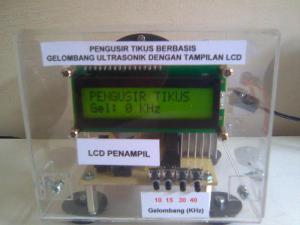 PENGUSIR TIKUS BERBASIS
GELOMBANG ULTRASONIK DENGAN TAMPILAN LCD
PENGUSIR TIKUS
Gel: 0 KHz
LCD PENAMPIL
10 15 30 40
Gelombang (KHz)